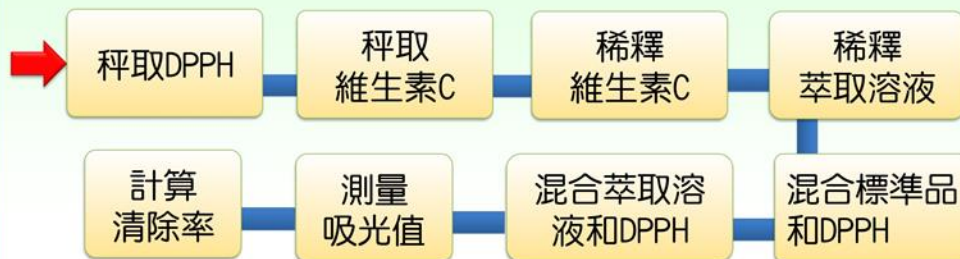 秤取DPPH
秤取
維生素C
稀釋
維生素C
稀釋
萃取溶液
混合標準品
和DPPH
混合萃取溶
液和DPPH
測量
吸光值
計算
清除率